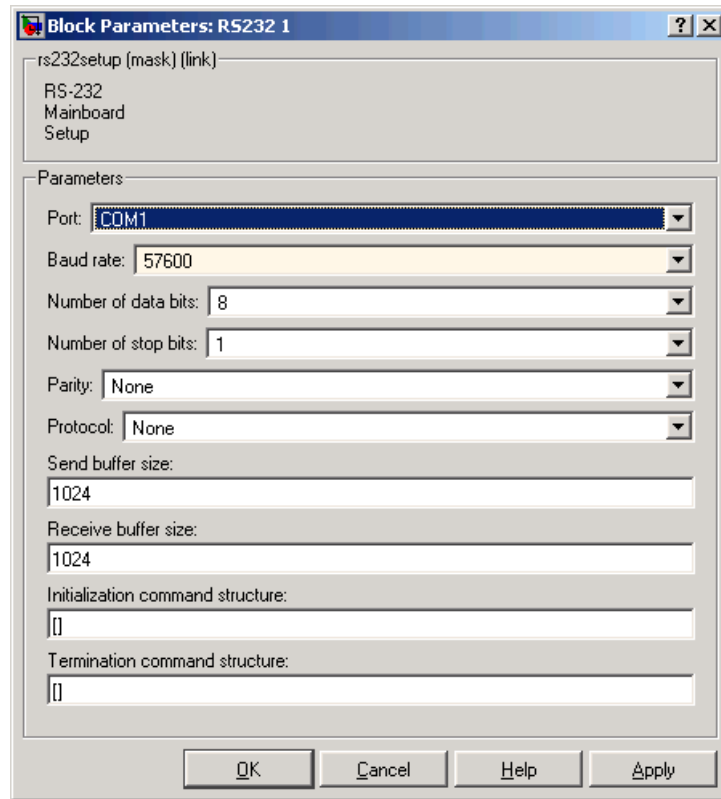 Block Parameters: RS232 1
rs232setup (mask) (link)
RS-232
Mainboard
Setup
Parameters
Port: COM1
Baud rate: 57600
Number of data bits: 8
Number of stop bits: 1
Parity: None
Protocol: None
Send buffer size:
1024
Receive buffer size:
1024
Initialization command structure:
[]
Termination command structure:
[]
OK Cancel Help Apply